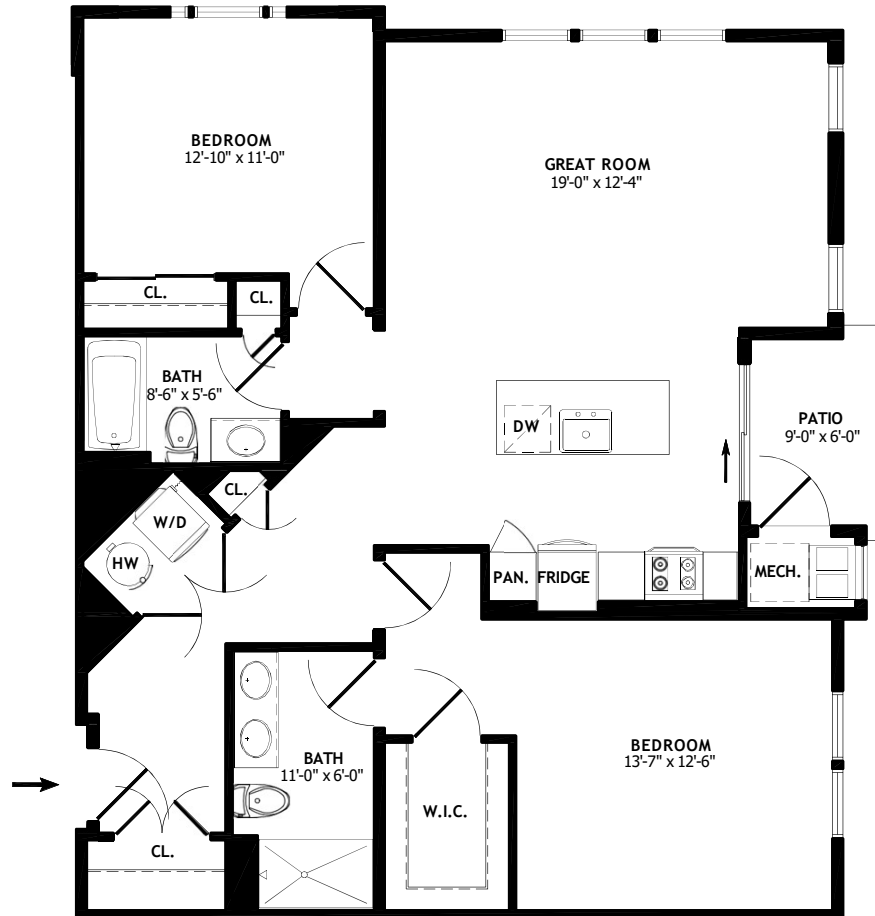 BEDROOM
12'-10" x 11'-0"
GREAT ROOM
19'-0" x 12'-4"
CL.
CL.
BATH
8'-6" x 5'-6"
DW
PATIO
9'-0" x 6'-0"
CL.
W/D
HW
PAN.
FRIDGE
MECH.
BEDROOM
13'-7" x 12'-6"
BATH
11'-0" x 6'-0"
W.I.C.
CL.